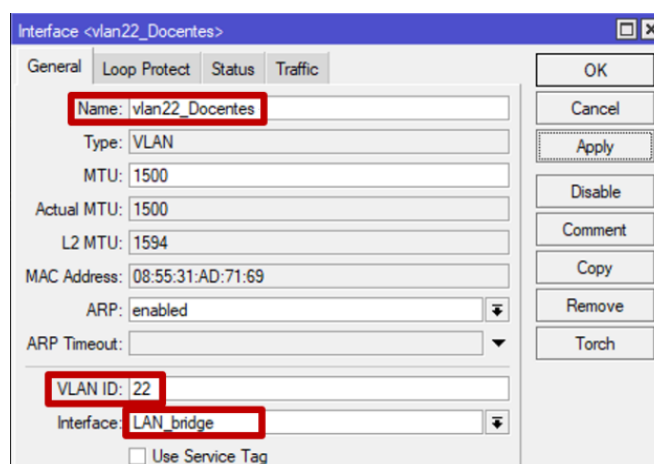 Interface <vlan22_Docentes>
General Loop Protect Status Traffic
OK
Name: vlan22_Docentes
Cancel
Type: VLAN
Apply
MTU: 1500
Disable
Actual MTU: 1500
Comment
L2 MTU: 1594
Copy
MAC Address: 08:55:31:AD:71:69
Remove
ARP: enabled
Torch
ARP Timeout:
VLAN ID: 22
Interface: LAN_bridge
Use Service Tag